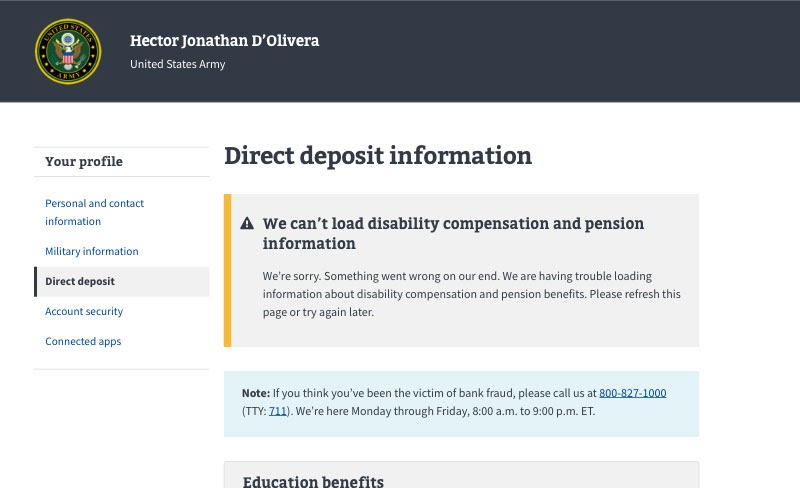 UNITED STATES
ARMY
Hector Jonathan D’Olivera
United States Army
Your profile
Personal and contact
information
Military information
Direct deposit
Account security
Connected apps
Direct deposit information
We can’t load disability compensation and pension
information
We’re sorry. Something went wrong on our end. We are having trouble loading
information about disability compensation and pension benefits. Please refresh this
page or try again later.
Note: If you think you’ve been the victim of bank fraud, please call us at 800-827-1000
(TTY: 711). We’re here Monday through Friday, 8:00 a.m. to 9:00 p.m. ET.
Education benefits